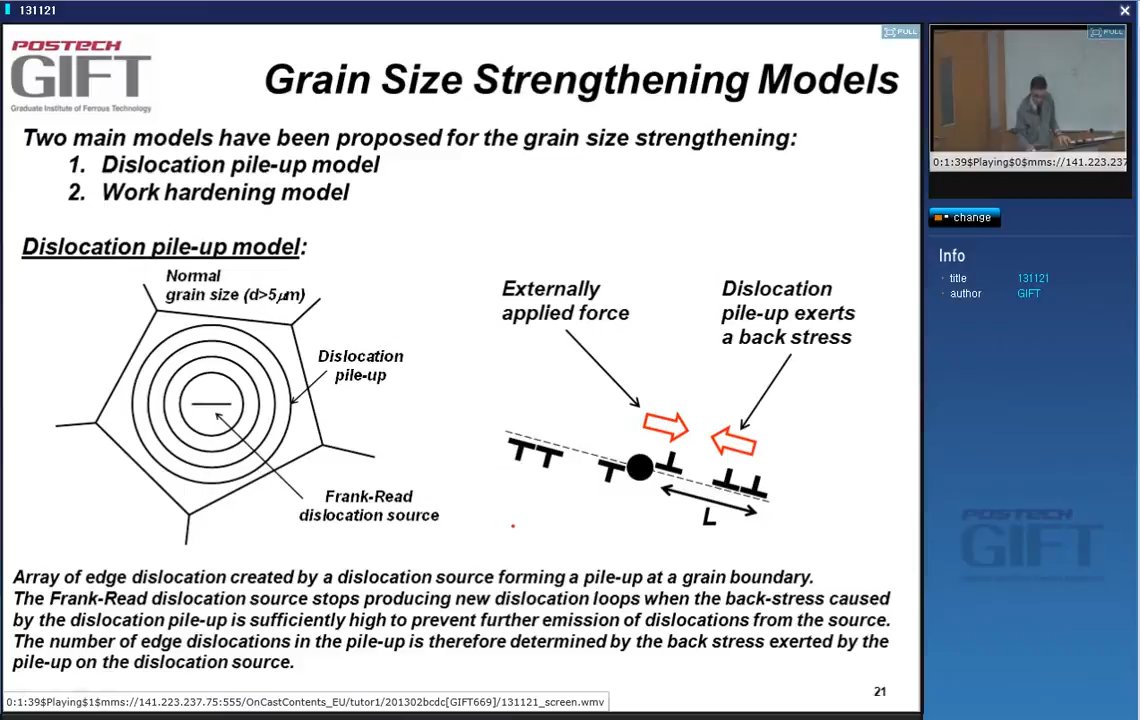 131121
POSTECH
GIFT
Graduate Institute of Ferrous Technology
FULL
Grain Size Strengthening Models
Two main models have been proposed for the grain size strengthening:
1. Dislocation pile-up model
2. Work hardening model
Dislocation pile-up model:
Normal
grain size (d>5μm)
Dislocation
pile-up
Frank-Read
dislocation source
Externally
applied force
Dislocation
pile-up exerts
a back stress
L
Array of edge dislocation created by a dislocation source forming a pile-up at a grain boundary.
The Frank-Read dislocation source stops producing new dislocation loops when the back-stress caused
by the dislocation pile-up is sufficiently high to prevent further emission of dislocations from the source.
The number of edge dislocations in the pile-up is therefore determined by the back stress exerted by the
pile-up on the dislocation source.
21
0:1:39$Playing$1$mms://141.223.237.75:555/OnCastContents_EU/tutor1/201302bcdc[GIFT669]/131121_screen.wmv
FULL
0:1:39$Playing$0$mms://141.223.237
change
Info
title 131121
author GIFT
POSTECH
GIFT